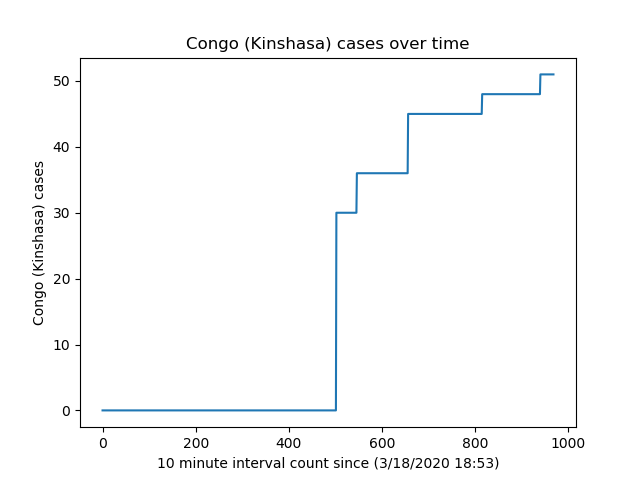 Congo (Kinshasa) cases over time
Congo (Kinshasa) cases
50
40
30
20
10
0
0 200 400 600 800 1000
10 minute interval count since (3/18/2020 18:53)